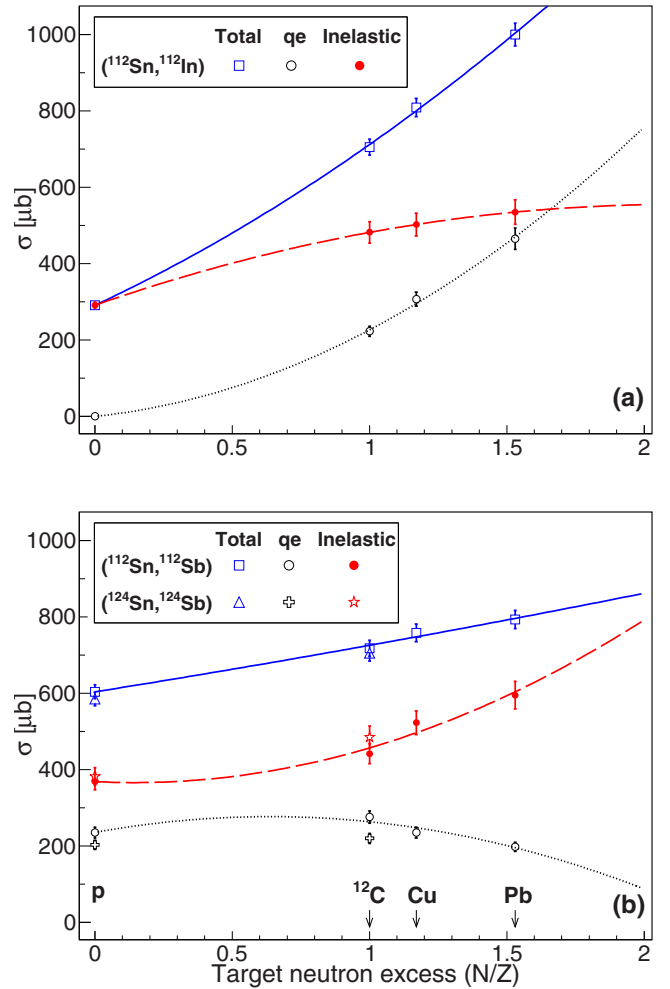 1000
800
600
400
200
0
σ [μb]
Total qe Inelastic
(¹¹²Sn,¹¹²In)
(a)
0 0.5 1 1.5 2
1000
800
600
400
200
0
σ [μb]
Total qe Inelastic
(¹¹²Sn,¹¹²Sb)
(¹²⁴Sn,¹²⁴Sb)
p ¹²C Cu Pb
(b)
0 0.5 1 1.5 2
Target neutron excess (N/Z)